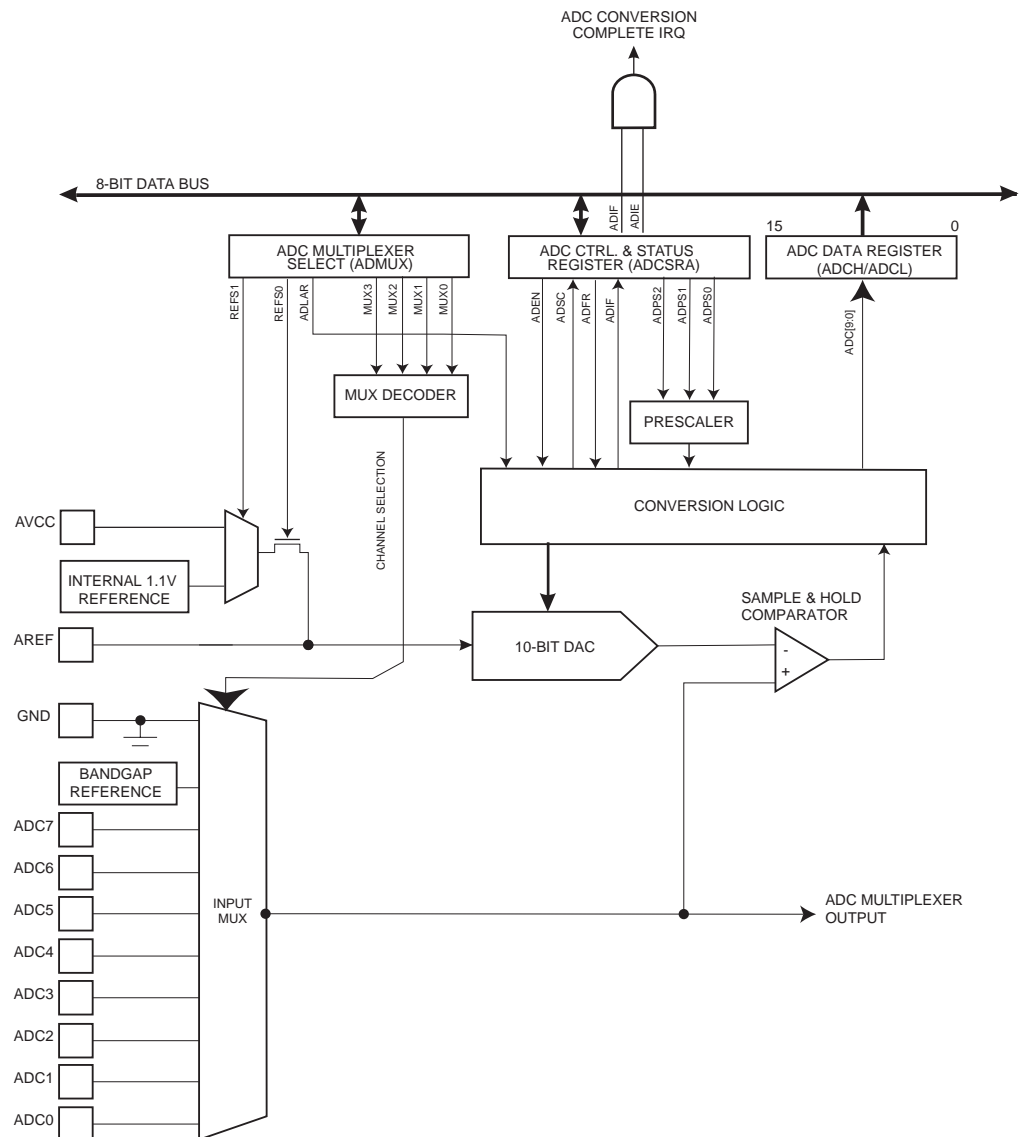 ADC CONVERSION
COMPLETE IRQ
8-BIT DATA BUS
ADIF
ADIE
15
0
ADC MULTIPLEXER
SELECT (ADMUX)
ADC CTRL. & STATUS
REGISTER (ADCSRA)
ADC DATA REGISTER
(ADCH/ADCL)
REFS1
REFS0
ADLAR
MUX3
MUX2
MUX1
MUX0
ADEN
ADSC
ADFR
ADIF
ADPS2
ADPS1
ADPS0
ADC[9:0]
MUX DECODER
PRESCALER
CHANNEL SELECTION
CONVERSION LOGIC
AVCC
INTERNAL 1.1V
REFERENCE
SAMPLE & HOLD
COMPARATOR
AREF
10-BIT DAC
-
+
GND
BANDGAP
REFERENCE
ADC7
ADC6
ADC5
INPUT
MUX
ADC MULTIPLEXER
OUTPUT
ADC4
ADC3
ADC2
ADC1
ADC0